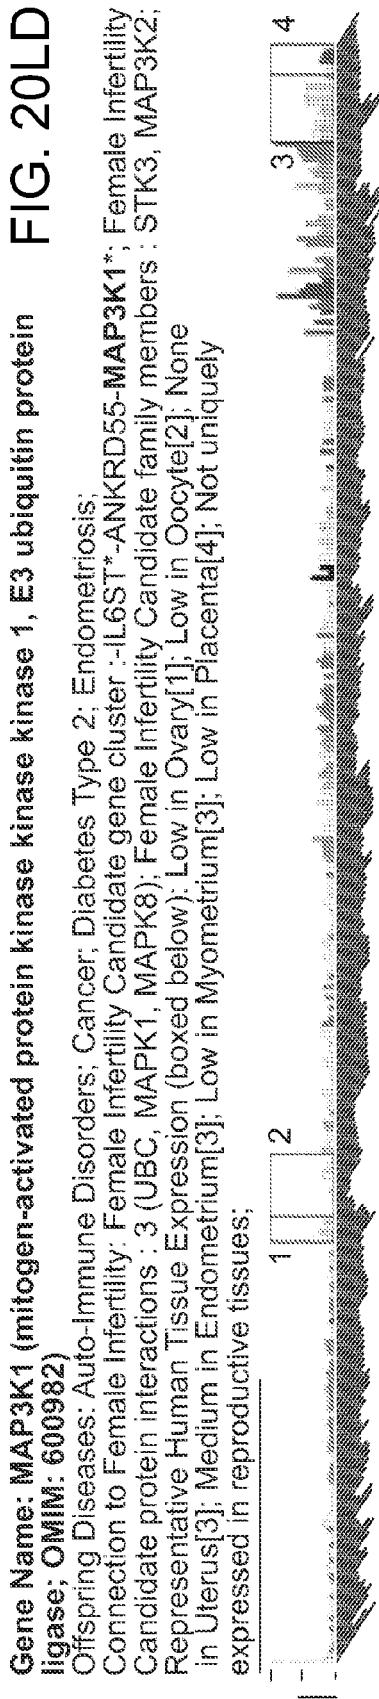 Gene Name: MAP3K1 (mitogen-activated protein kinase kinase kinase 1, E3 ubiquitin protein
ligase; OMIM: 600982)
FIG. 20LD
Offspring Diseases: Auto-Immune Disorders; Cancer; Diabetes Type 2; Endometriosis;
Connection to Female Infertility: Female Infertility Candidate gene cluster :-IL6ST*-ANKRD55-MAP3K1*; Female Infertility
Candidate protein interactions : 3 (UBC, MAPK1, MAPK8); Female Infertility Candidate family members : STK3, MAP3K2;
Representative Human Tissue Expression (boxed below): Low in Ovary[1]; Low in Oocyte[2]; None
in Uterus[3]; Medium in Endometrium[3]; Low in Myometrium[3]; Low in Placenta[4]; Not uniquely
expressed in reproductive tissues;
1 2 3 4